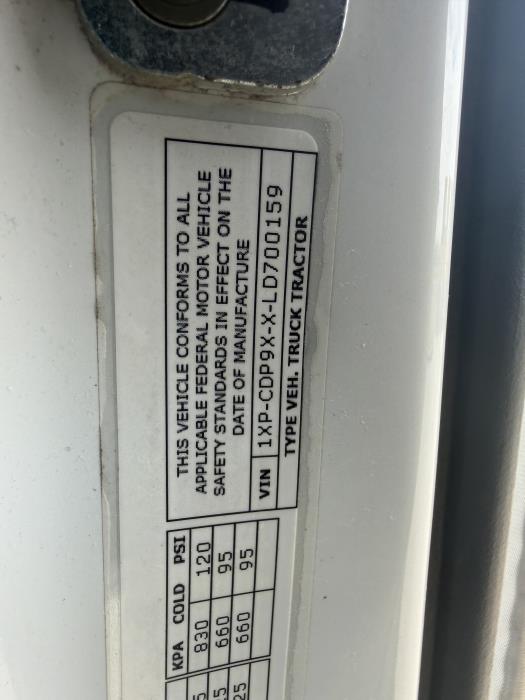 THIS VEHICLE CONFORMS TO ALL
APPLICABLE FEDERAL MOTOR VEHICLE
SAFETY STANDARDS IN EFFECT ON THE
DATE OF MANUFACTURE
VIN 1XP-CDP9X-X-LD700159
TYPE VEH. TRUCK TRACTOR
KPA COLD PSI
830 120
660 95
660 95